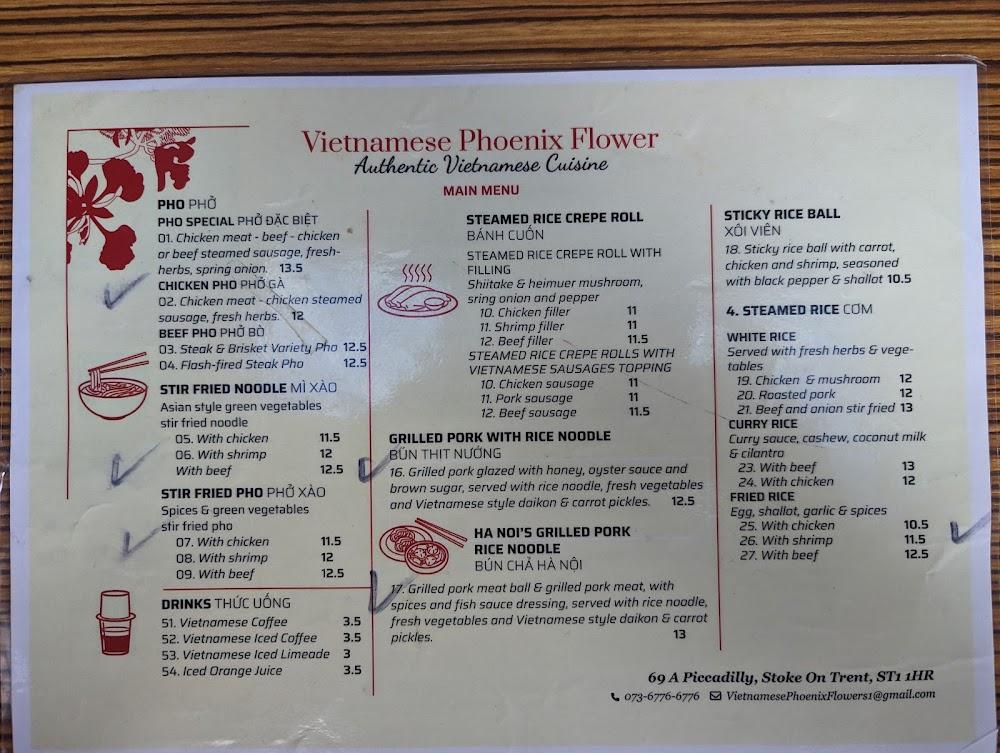 Vietnamese Phoenix Flower
Authentic Vietnamese Cuisine
MAIN MENU
PHO PHỞ
PHO SPECIAL PHỞ ĐẶC BIỆT
01. Chicken meat - beef - chicken
or beef steamed sausage, fresh-
herbs, spring onion. 13.5
CHICKEN PHO PHỞ GÀ
02. Chicken meat - chicken steamed
sausage, fresh herbs. 12
BEEF PHO PHỞ BÒ
03. Steak & Brisket Variety Pho 12.5
04. Flash-fired Steak Pho 12.5
STIR FRIED NOODLE MÌ XÀO
Asian style green vegetables
stir fried noodle
05. With chicken 11.5
06. With shrimp 12
With beef 12.5
STIR FRIED PHO PHỞ XÀO
Spices & green vegetables
stir fried pho
07. With chicken 11.5
08. With shrimp 12
09. With beef 12.5
DRINKS THỨC UỐNG
51. Vietnamese Coffee 3.5
52. Vietnamese Iced Coffee 3.5
53. Vietnamese Iced Limeade 3
54. Iced Orange Juice 3.5
STEAMED RICE CREPE ROLL
BÁNH CUỐN
STEAMED RICE CREPE ROLL WITH
FILLING
Shiitake & heimuer mushroom,
sring onion and pepper
10. Chicken filler 11
11. Shrimp filler 11
12. Beef filler 11.5
STEAMED RICE CREPE ROLLS WITH
VIETNAMESE SAUSAGES TOPPING
10. Chicken sausage 11
11. Pork sausage 11
12. Beef sausage 11.5
GRILLED PORK WITH RICE NOODLE
BÚN THỊT NƯỚNG
16. Grilled pork glazed with honey, oyster sauce and
brown sugar, served with rice noodle, fresh vegetables
and Vietnamese style daikon & carrot pickles. 12.5
HA NOI'S GRILLED PORK
RICE NOODLE
BÚN CHẢ HÀ NỘI
17. Grilled pork meat ball & grilled pork meat, with
spices and fish sauce dressing, served with rice noodle,
fresh vegetables and Vietnamese style daikon & carrot
pickles. 13
STICKY RICE BALL
XÔI VIÊN
18. Sticky rice ball with carrot,
chicken and shrimp, seasoned
with black pepper & shallot 10.5
4. STEAMED RICE CƠM
WHITE RICE
Served with fresh herbs & vege-
tables
19. Chicken & mushroom 12
20. Roasted pork 12
21. Beef and onion stir fried 13
CURRY RICE
Curry sauce, cashew, coconut milk
& cilantro
23. With beef 13
24. With chicken 12
FRIED RICE
Egg, shallot, garlic & spices
25. With chicken 10.5
26. With shrimp 11.5
27. With beef 12.5
69 A Piccadilly, Stoke On Trent, ST1 1HR
073-6776-6776 VietnamesePhoenixFlowers1@gmail.com